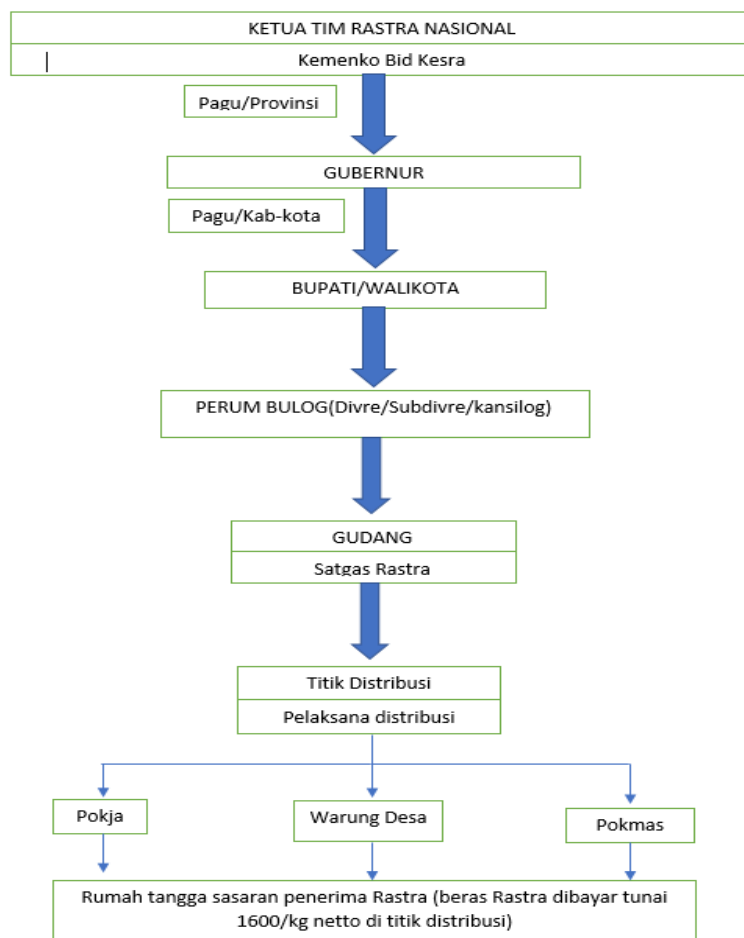 KETUA TIM RASTRA NASIONAL
Kemenko Bid Kesra
Pagu/Provinsi
GUBERNUR
Pagu/Kab-kota
BUPATI/WALIKOTA
PERUM BULOG(Divre/Subdivre/kansilog)
GUDANG
Satgas Rastra
Titik Distribusi
Pelaksana distribusi
Pokja
Warung Desa
Pokmas
Rumah tangga sasaran penerima Rastra (beras Rastra dibayar tunai
1600/kg netto di titik distribusi)